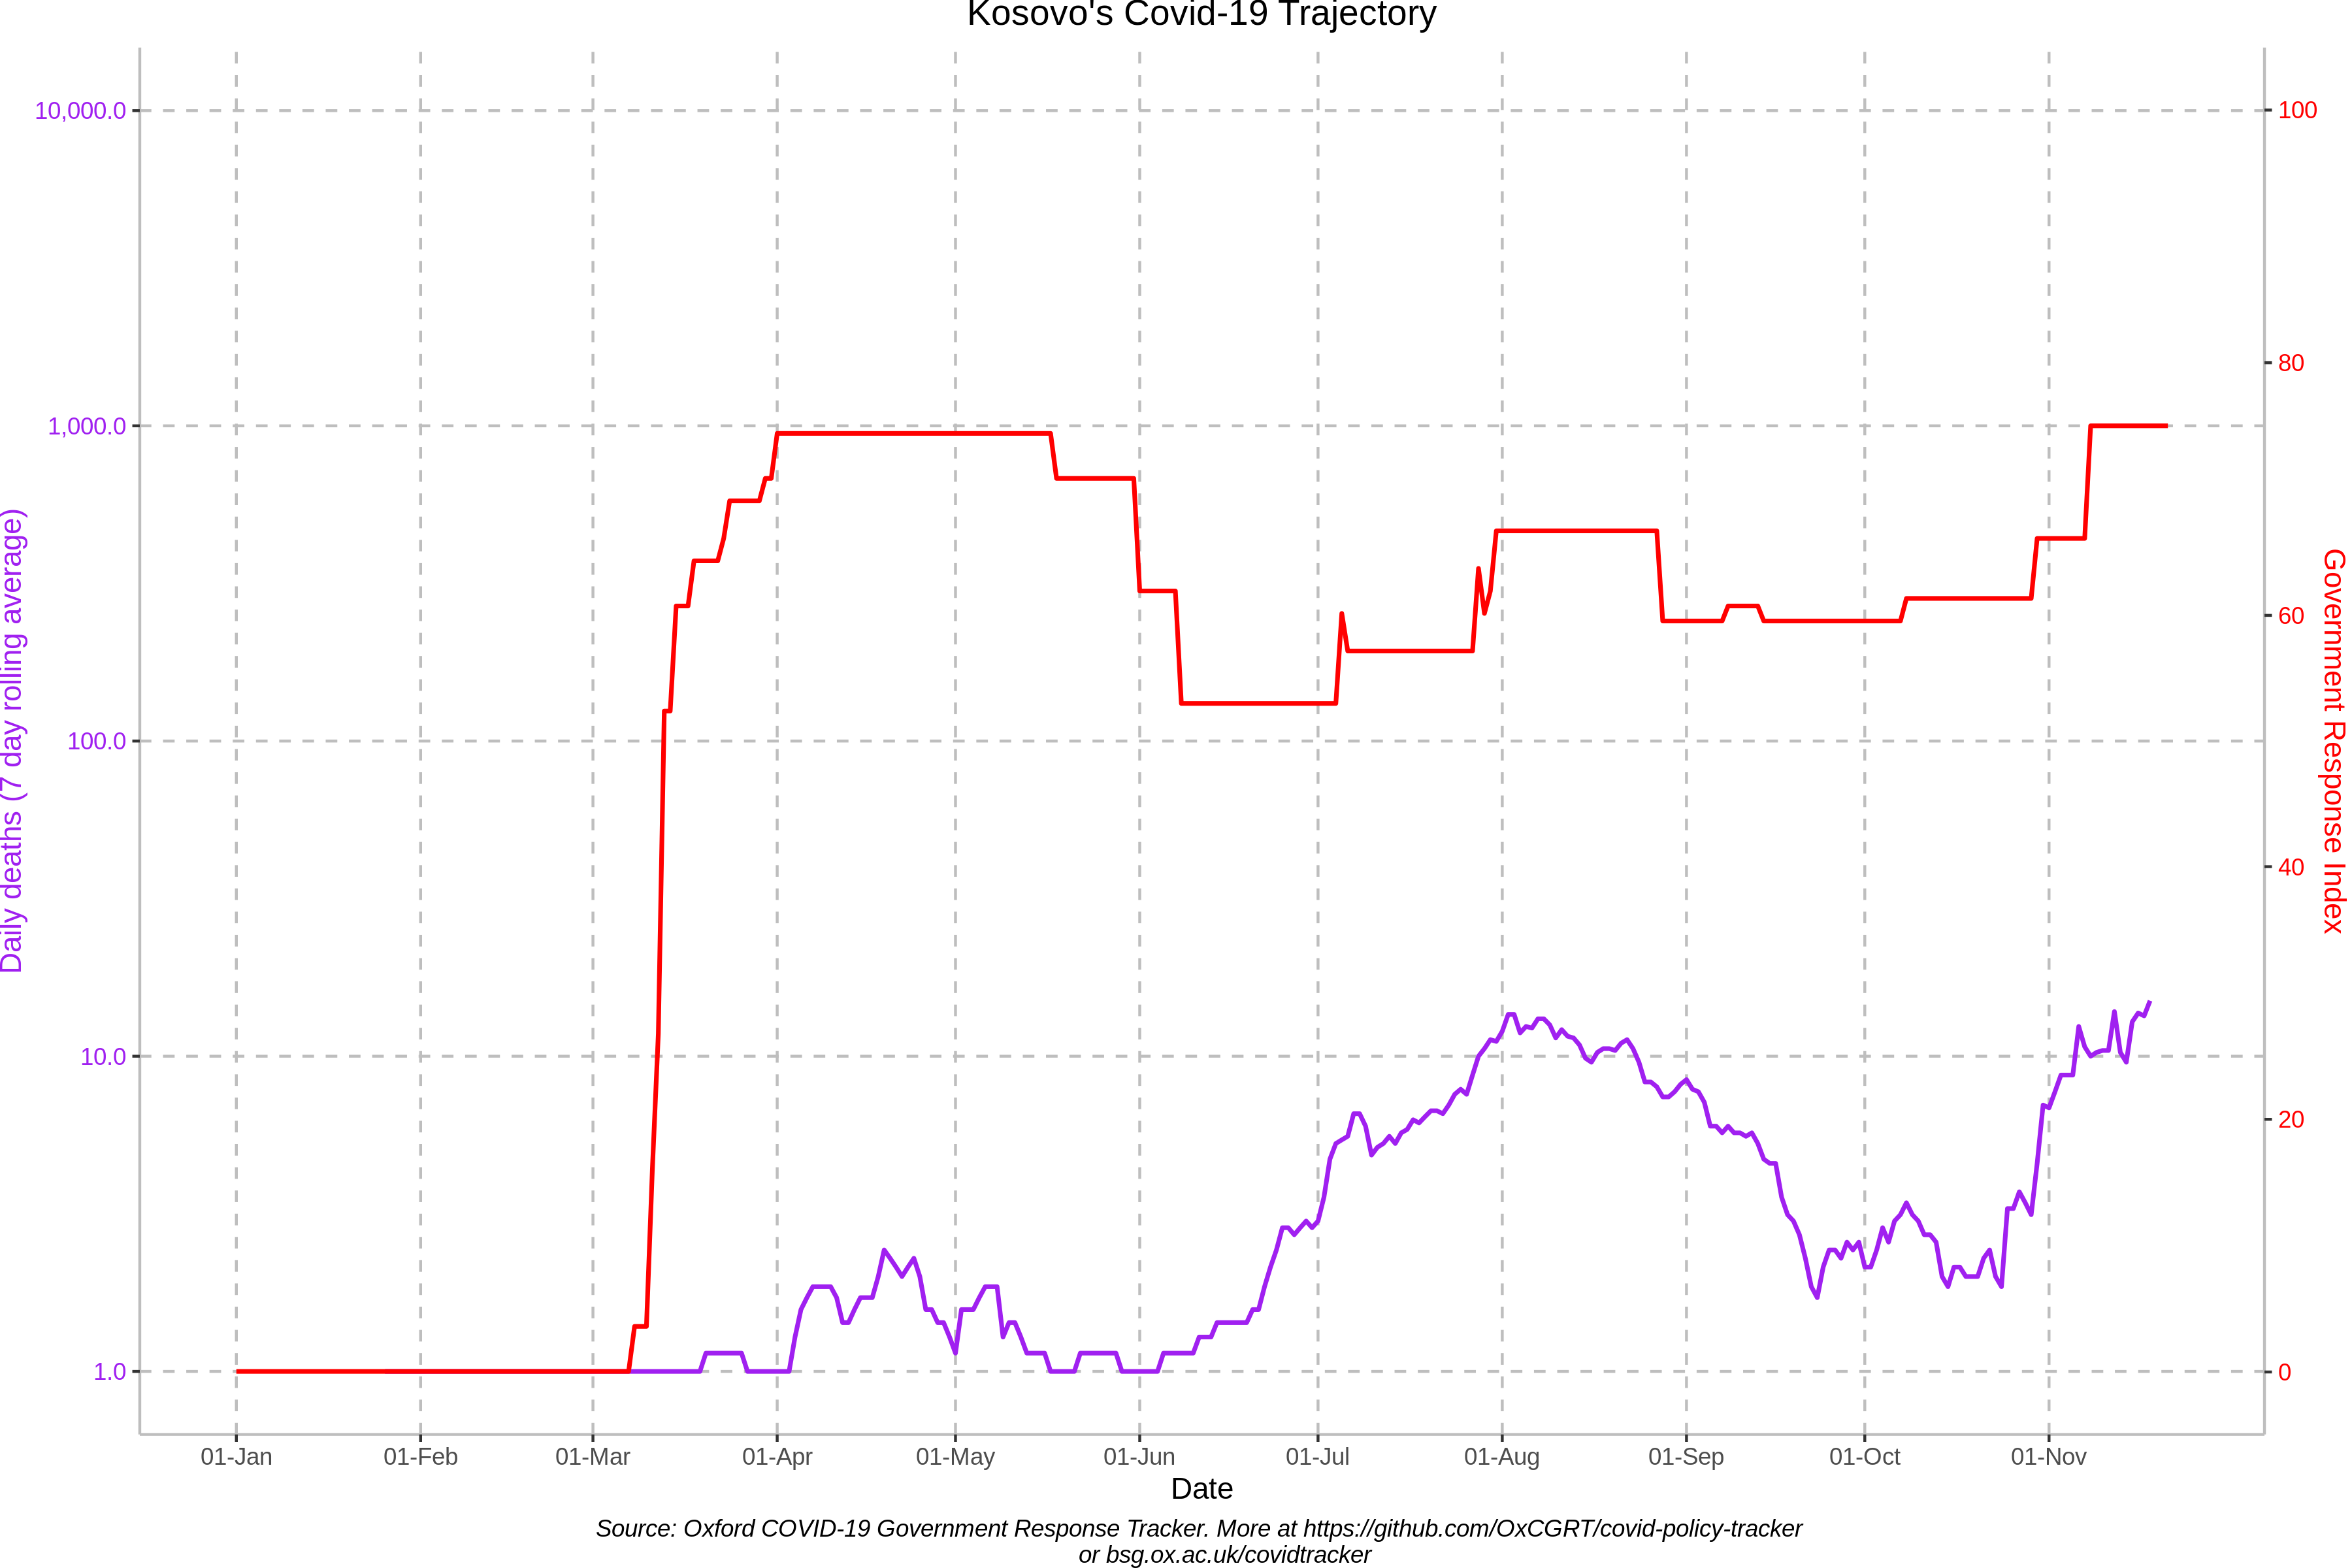 Kosovo's Covid-19 Trajectory
10,000.0
1,000.0
100.0
10.0
1.0
Daily deaths (7 day rolling average)
100
80
60
40
20
0
Government Response Index
01-Jan 01-Feb 01-Mar 01-Apr 01-May 01-Jun 01-Jul 01-Aug 01-Sep 01-Oct 01-Nov
Date
Source: Oxford COVID-19 Government Response Tracker. More at https://github.com/OxCGRT/covid-policy-tracker
or bsg.ox.ac.uk/covidtracker